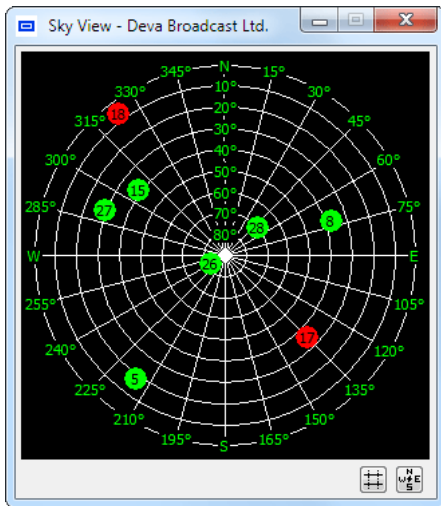 Sky View - Deva Broadcast Ltd.
N
345° 15°
330° 10° 30°
18 20°
315° 30° 45°
40°
300° 50° 60°
15 60°
285° 27 70° 28 8 75°
80°
W 26 E
255° 105°
17
240° 120°
5
225° 135°
210° 150°
195° 165°
S
N
W E
S